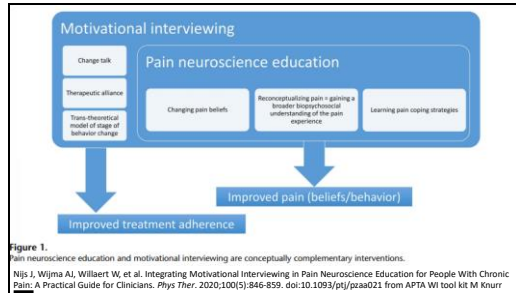 Motivational interviewing
Change talk
Therapeutic alliance
Trans-theoretical
model of stage of
behavior change
Pain neuroscience education
Changing pain beliefs
Reconceptualizing pain = gaining a
broader biopsychosocial
understanding of the pain
experience
Learning pain coping strategies
Improved pain (beliefs/behavior)
Improved treatment adherence
Figure 1.
Pain neuroscience education and motivational interviewing are conceptually complementary interventions.
Nijs J, Wijma AJ, Willaert W, et al. Integrating Motivational Interviewing in Pain Neuroscience Education for People With Chronic
Pain: A Practical Guide for Clinicians. Phys Ther. 2020;100(5):846-859. doi:10.1093/ptj/pzaa021 from APTA WI tool kit M Knurr